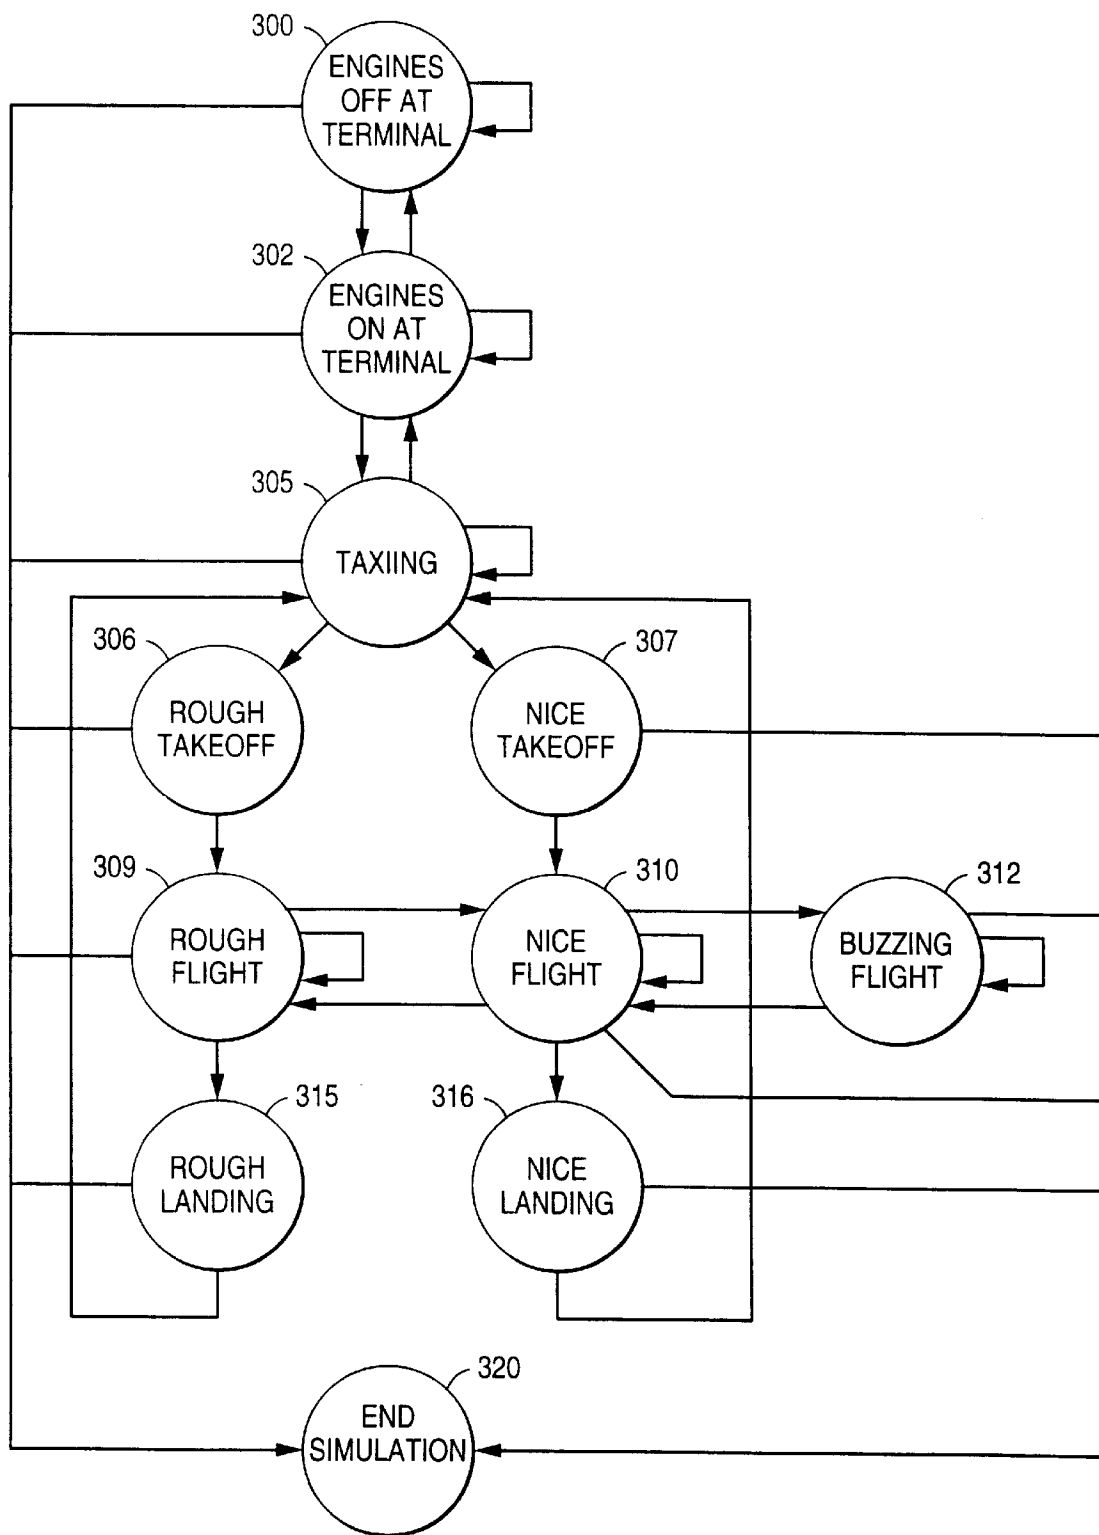 300
ENGINES
OFF AT
TERMINAL
302
ENGINES
ON AT
TERMINAL
305
TAXIING
306
ROUGH
TAKEOFF
307
NICE
TAKEOFF
309
ROUGH
FLIGHT
310
NICE
FLIGHT
312
BUZZING
FLIGHT
315
ROUGH
LANDING
316
NICE
LANDING
320
END
SIMULATION